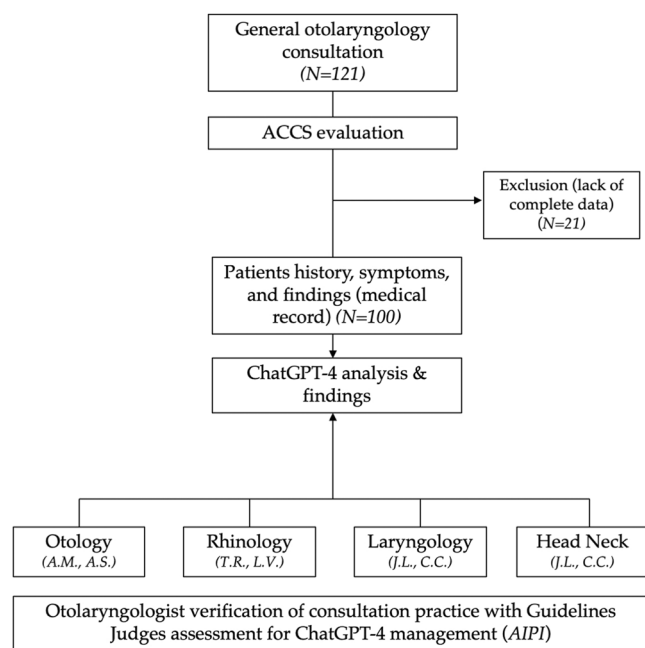 General otolaryngology
consultation
(N=121)
ACCS evaluation
Exclusion (lack of
complete data)
(N=21)
Patients history, symptoms,
and findings (medical
record) (N=100)
ChatGPT-4 analysis &
findings
Otology
(A.M., A.S.)
Rhinology
(T.R., L.V.)
Laryngology
(J.L., C.C.)
Head Neck
(J.L., C.C.)
Otolaryngologist verification of consultation practice with Guidelines
Judges assessment for ChatGPT-4 management (AIPI)